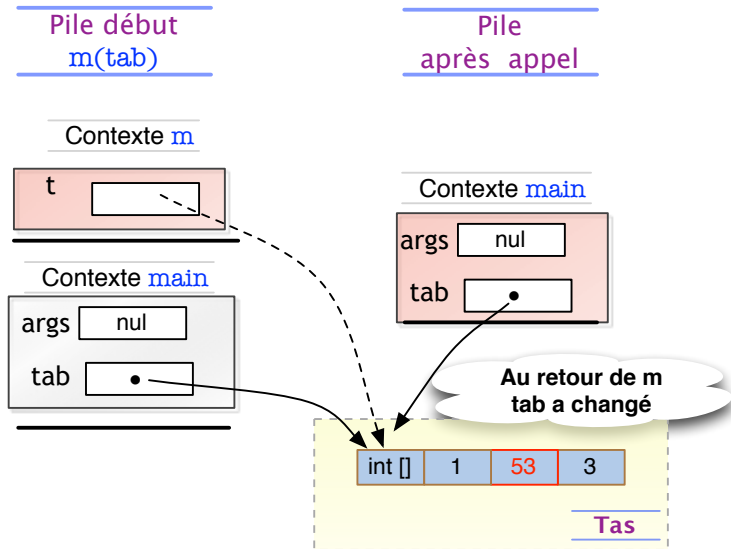 Pile début
m(tab)
Contexte m
t
Contexte main
args nul
tab
Pile
après appel
Contexte main
args nul
tab
Au retour de m
tab a changé
int [] 1 53 3
Tas